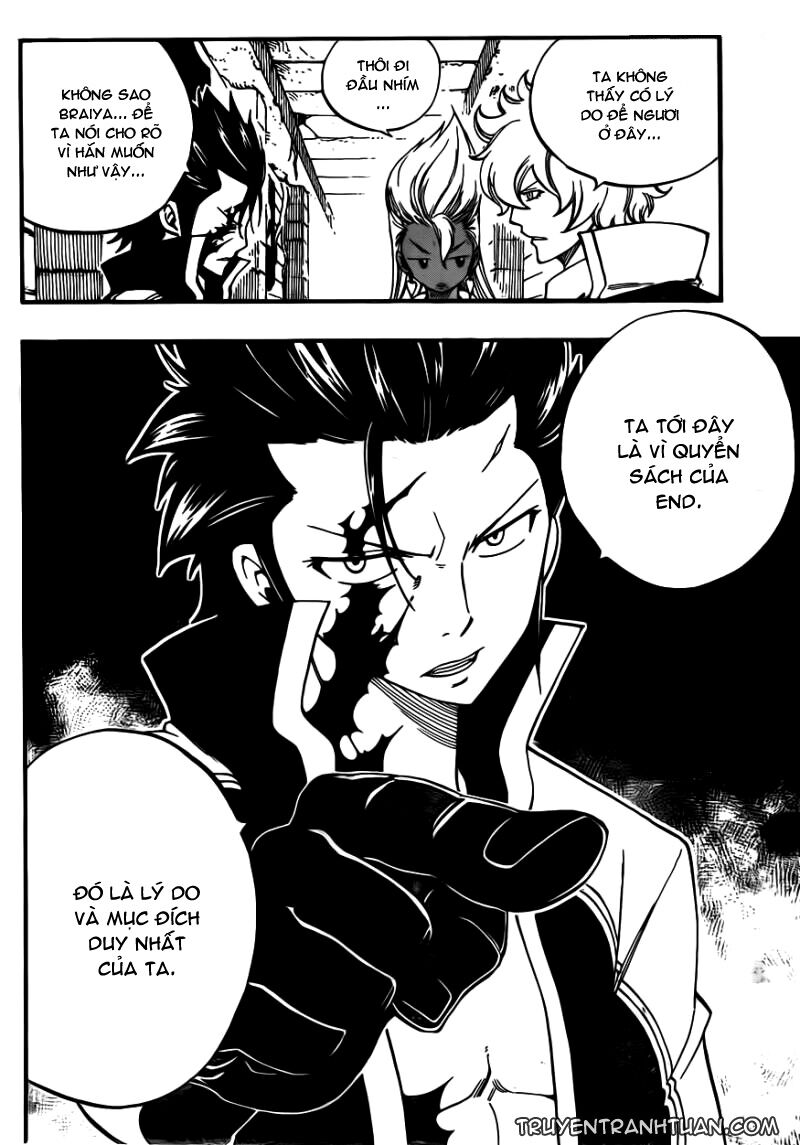 TA KHÔNG
THẤY CÓ LÝ
DO ĐỂ NGƯƠI
Ở ĐÂY...
THÔI ĐI
ĐẦU NHÍM
...
KHÔNG SAO
BRAIYA... ĐỂ
TA NÓI CHO RÕ
VÌ HẮN MUỐN
NHƯ VẬY...
TA TỚI ĐÂY
LÀ VÌ QUYỂN
SÁCH CỦA
END.
ĐÓ LÀ LÝ DO
VÀ MỤC ĐÍCH
DUY NHẤT
CỦA TA.
TRUYENTRANHTUAN.COM